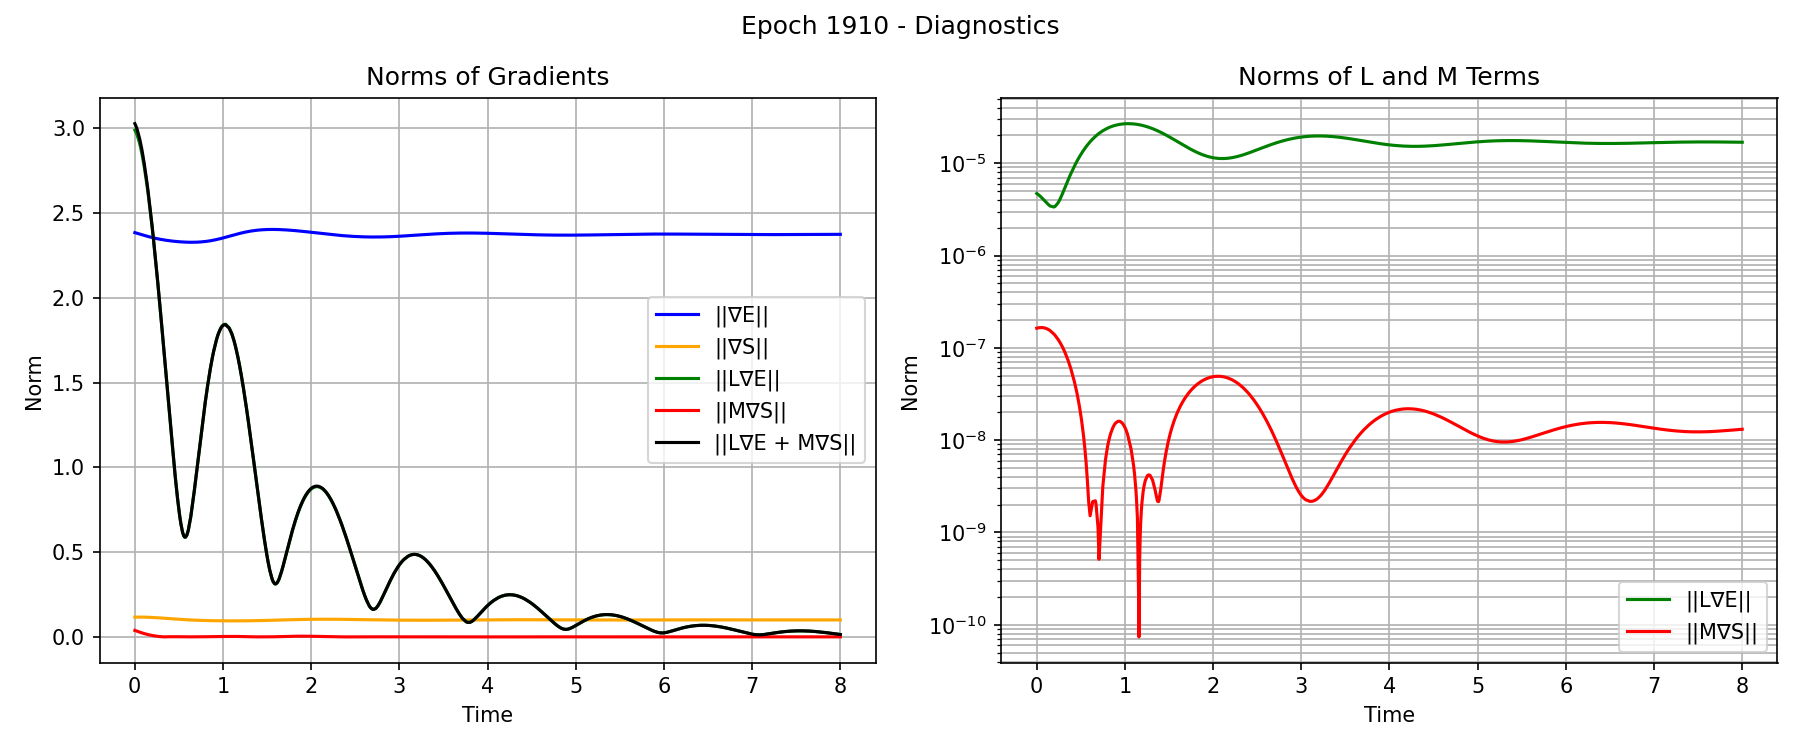 Epoch 1910 - Diagnostics
Norms of Gradients
Norm
3.0
2.5
2.0
1.5
1.0
0.5
0.0
||∇E||
||∇S||
||L∇E||
||M∇S||
||L∇E + M∇S||
0 1 2 3 4 5 6 7 8
Time
Norms of L and M Terms
Norm
10⁻⁵
10⁻⁶
10⁻⁷
10⁻⁸
10⁻⁹
10⁻¹⁰
||L∇E||
||M∇S||
0 1 2 3 4 5 6 7 8
Time